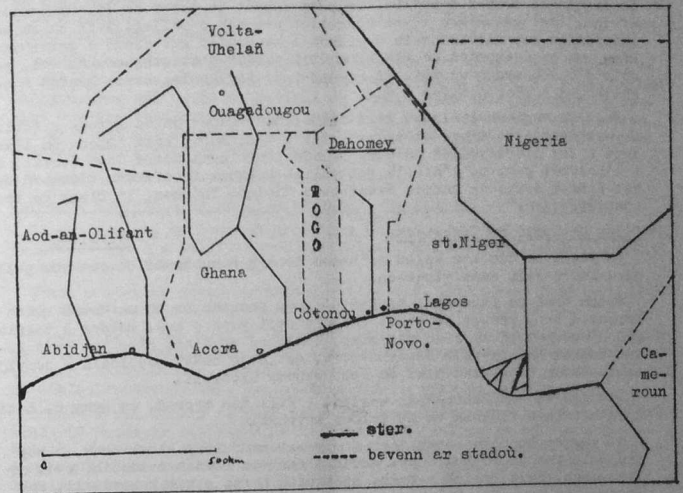 Volta-
Uhelañ
Ouagadougou
Dahomey
Nigeria
TOGO
Aod-an-Olifant
st.Niger
Ghana
Lagos
Cotonou
Porto-
Novo.
Abidjan
Accra
Ca-
me-
roun
ster.
bevenn ar stadoù.
0
500km